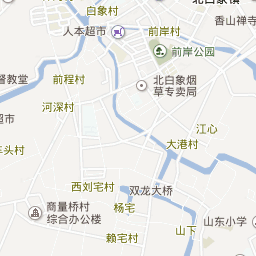 白象村
北白象镇
人本超市
前岸村
香山禅寺
前岸公园
督教堂
前程村
北白象烟
草专卖局
河深村
超市
江心
大港村
车头村
西刘宅村
双龙大桥
商量桥村
综合办公楼
杨宅
山下
山东小学
赖宅村